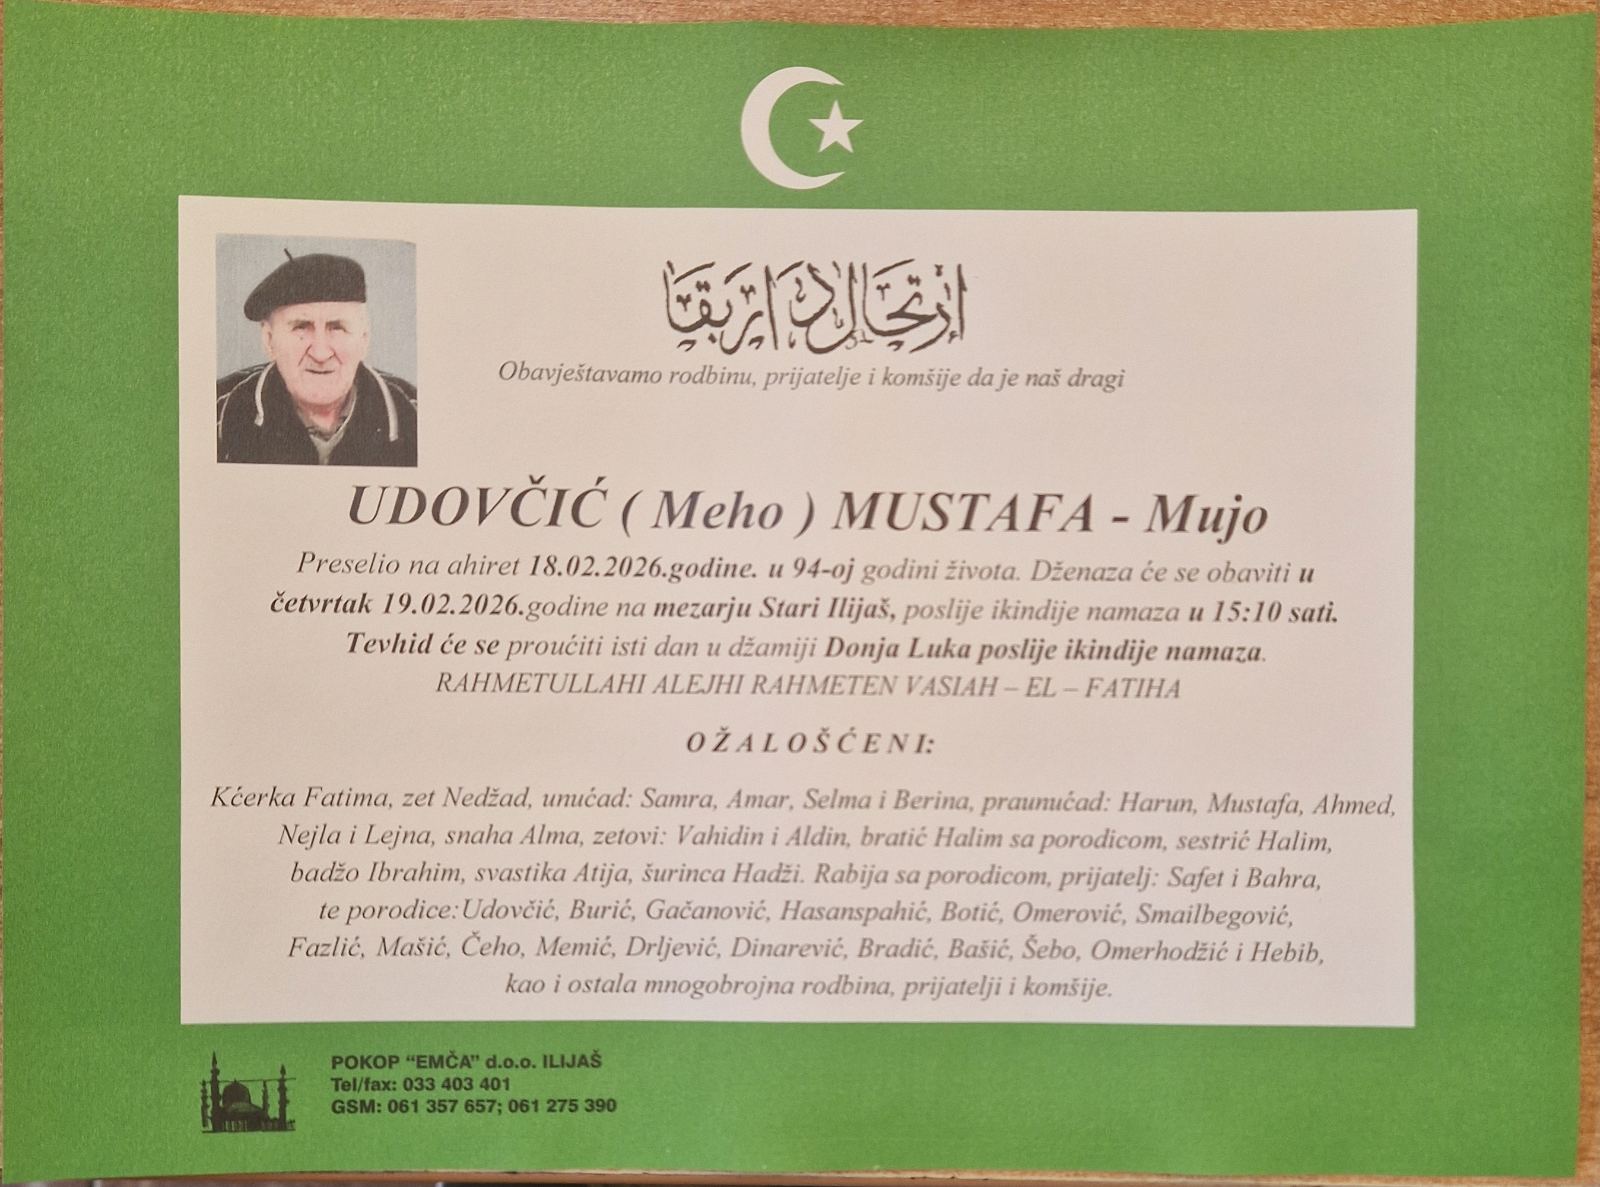 Obavještavamo rodbinu, prijatelje i komšije da je naš dragi
UDOVČIĆ ( Meho ) MUSTAFA - Mujo
Preselio na ahiret 18.02.2026.godine. u 94-oj godini života. Dženaza će se obaviti u
četvrtak 19.02.2026.godine na mezarju Stari Ilijaš, poslije ikindije namaza u 15:10 sati.
Tevhid će se proučiti isti dan u džamiji Donja Luka poslije ikindije namaza.
RAHMETULLAHI ALEJHI RAHMETEN VASIAH – EL – FATIHA
O Ž A L O Š Ć E N I:
Kćerka Fatima, zet Nedžad, unućad: Samra, Amar, Selma i Berina, praunućad: Harun, Mustafa, Ahmed,
Nejla i Lejna, snaha Alma, zetovi: Vahidin i Aldin, bratić Halim sa porodicom, sestrić Halim,
badžo Ibrahim, svastika Atija, šurinca Hadži. Rabija sa porodicom, prijatelj: Safet i Bahra,
te porodice:Udovčić, Burić, Gačanović, Hasanspahić, Botić, Omerović, Smailbegović,
Fazlić, Mašić, Čeho, Memić, Drljević, Dinarević, Bradić, Bašić, Šebo, Omerhodžić i Hebib,
kao i ostala mnogobrojna rodbina, prijatelji i komšije.
POKOP “EMČA” d.o.o. ILIJAŠ
Tel/fax: 033 403 401
GSM: 061 357 657; 061 275 390